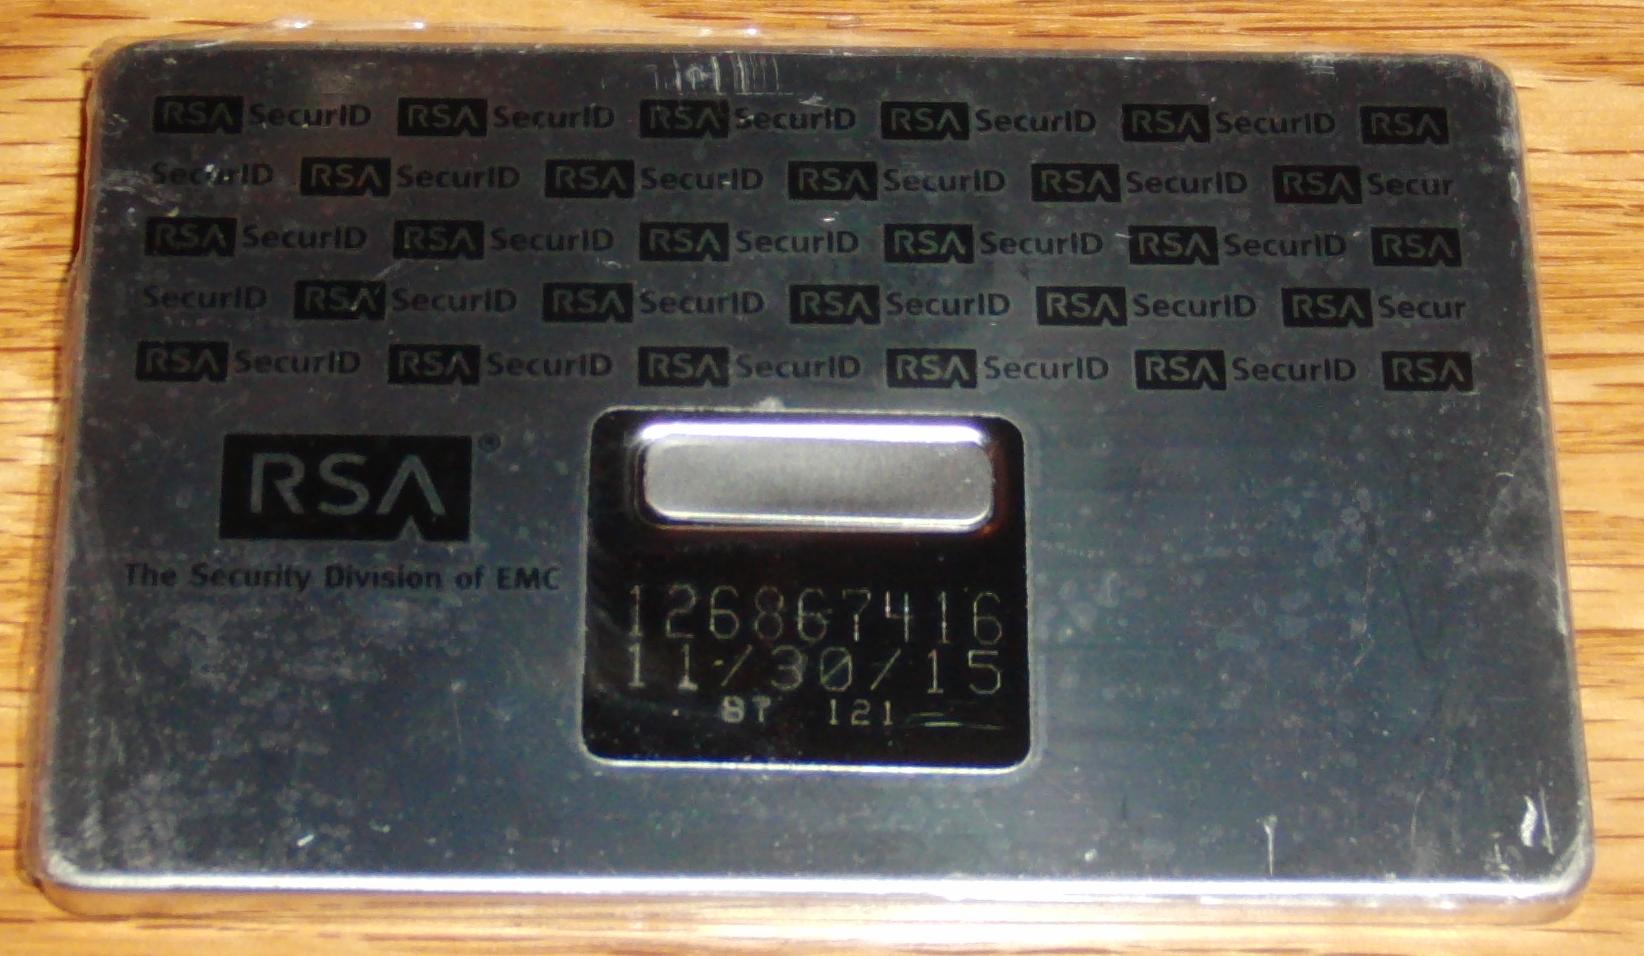 RSA SecurID RSA SecurID RSA SecurID RSA SecurID RSA SecurID RSA
SecurID RSA SecurID RSA SecurID RSA SecurID RSA SecurID RSA Secur
RSA SecurID RSA SecurID RSA SecurID RSA SecurID RSA SecurID RSA
SecurID RSA SecurID RSA SecurID RSA SecurID RSA SecurID RSA Secur
RSA SecurID RSA SecurID RSA SecurID RSA SecurID RSA SecurID RSA
RSA®
The Security Division of EMC
126867416
11/30/15
BT 121